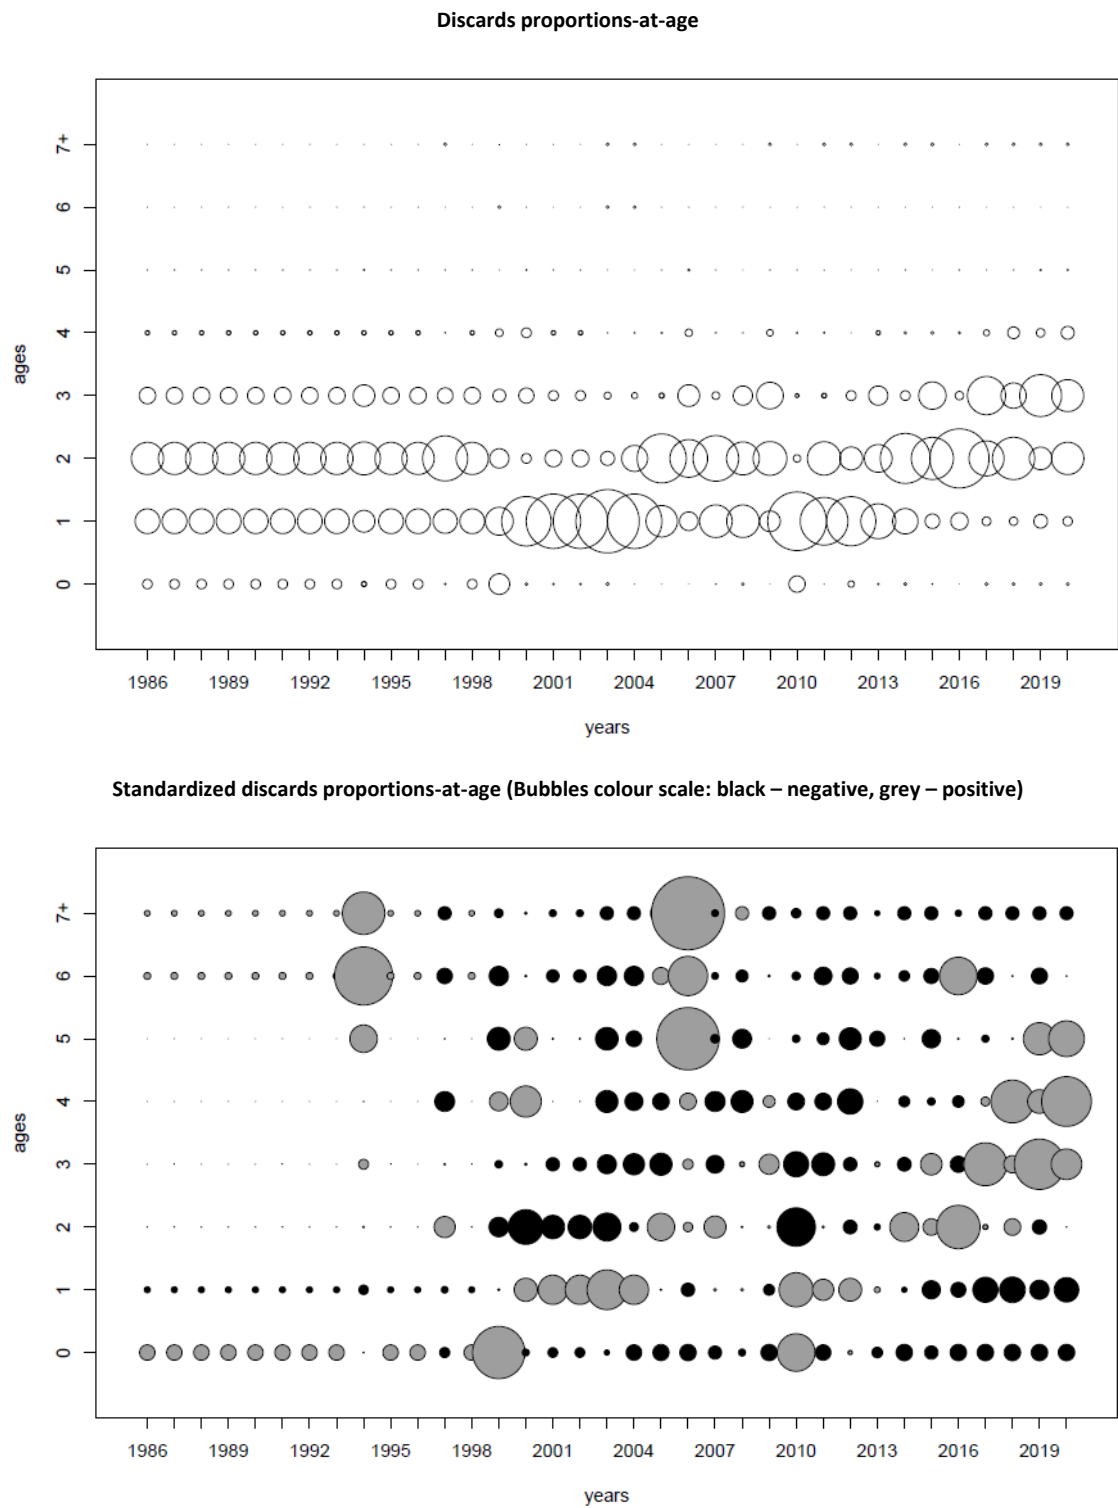 Discards proportions-at-age
7+
6
5
4
3
2
1
0
ages
1986 1989 1992 1995 1998 2001 2004 2007 2010 2013 2016 2019
years
Standardized discards proportions-at-age (Bubbles colour scale: black – negative, grey – positive)
7+
6
5
4
3
2
1
0
ages
1986 1989 1992 1995 1998 2001 2004 2007 2010 2013 2016 2019
years